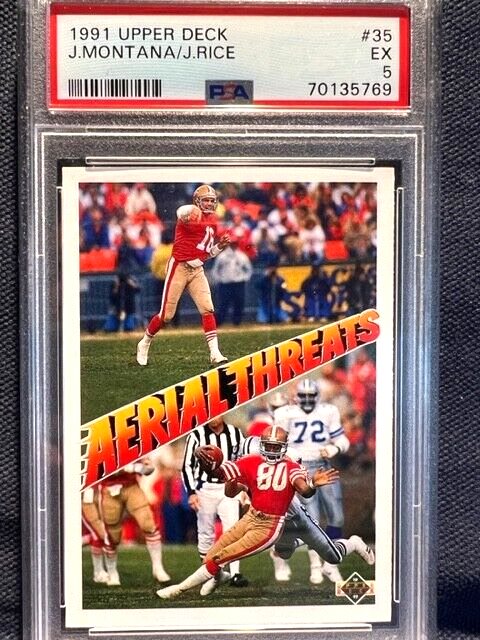 1991 UPPER DECK #35
J.MONTANA/J.RICE EX
5
PSA 70135769
16
AERIAL THREATS
72
80